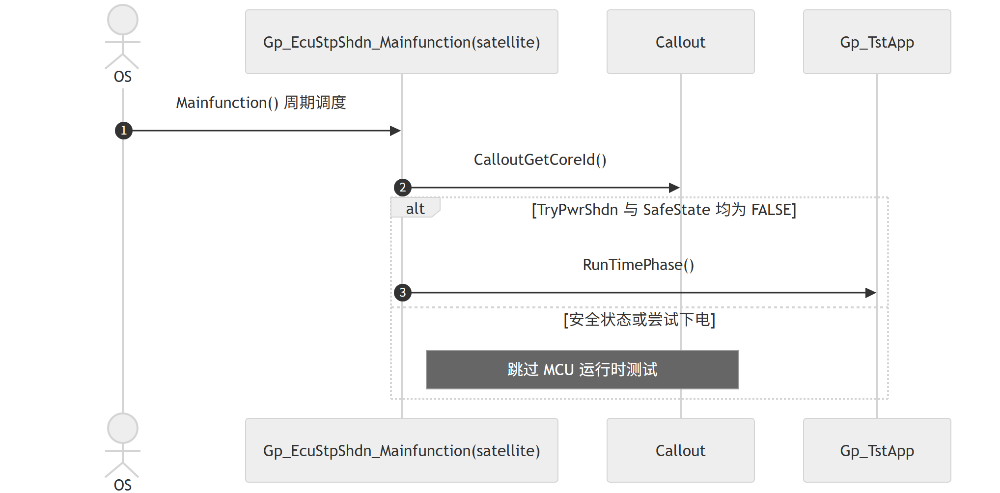 OS
Gp_EcuStpShdn_Mainfunction(satellite)
Callout
Gp_TstApp
Mainfunction() 周期调度
1
CalloutGetCoreId()
2
alt
[TryPwrShdn 与 SafeState 均为 FALSE]
RunTimePhase()
3
[安全状态或尝试下电]
跳过 MCU 运行时测试
Gp_EcuStpShdn_Mainfunction(satellite)
Callout
Gp_TstApp
OS